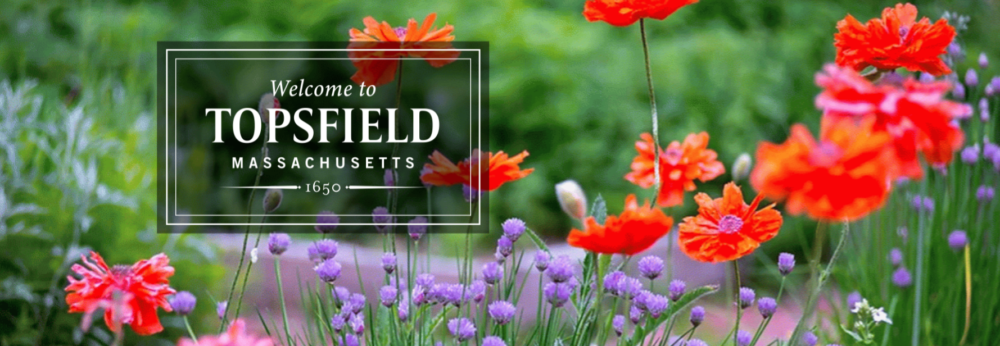 Welcome to
TOPSFIELD
MASSACHUSETTS
1650